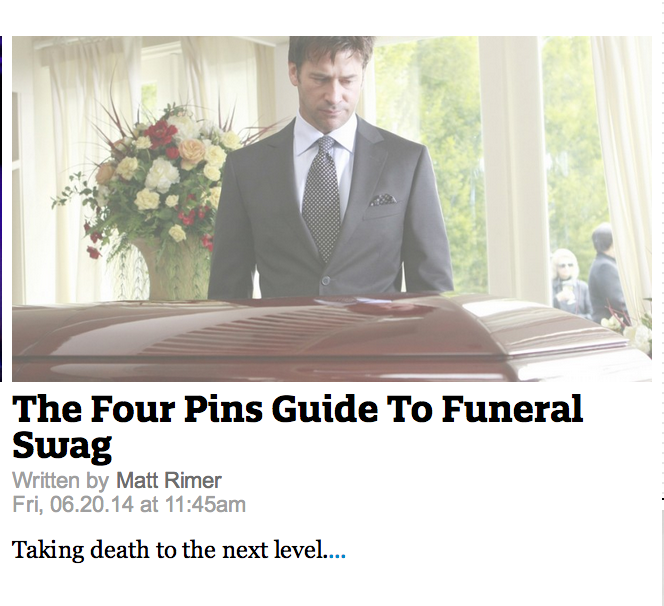 The Four Pins Guide To Funeral
Swag
Written by Matt Rimer
Fri, 06.20.14 at 11:45am
Taking death to the next level....